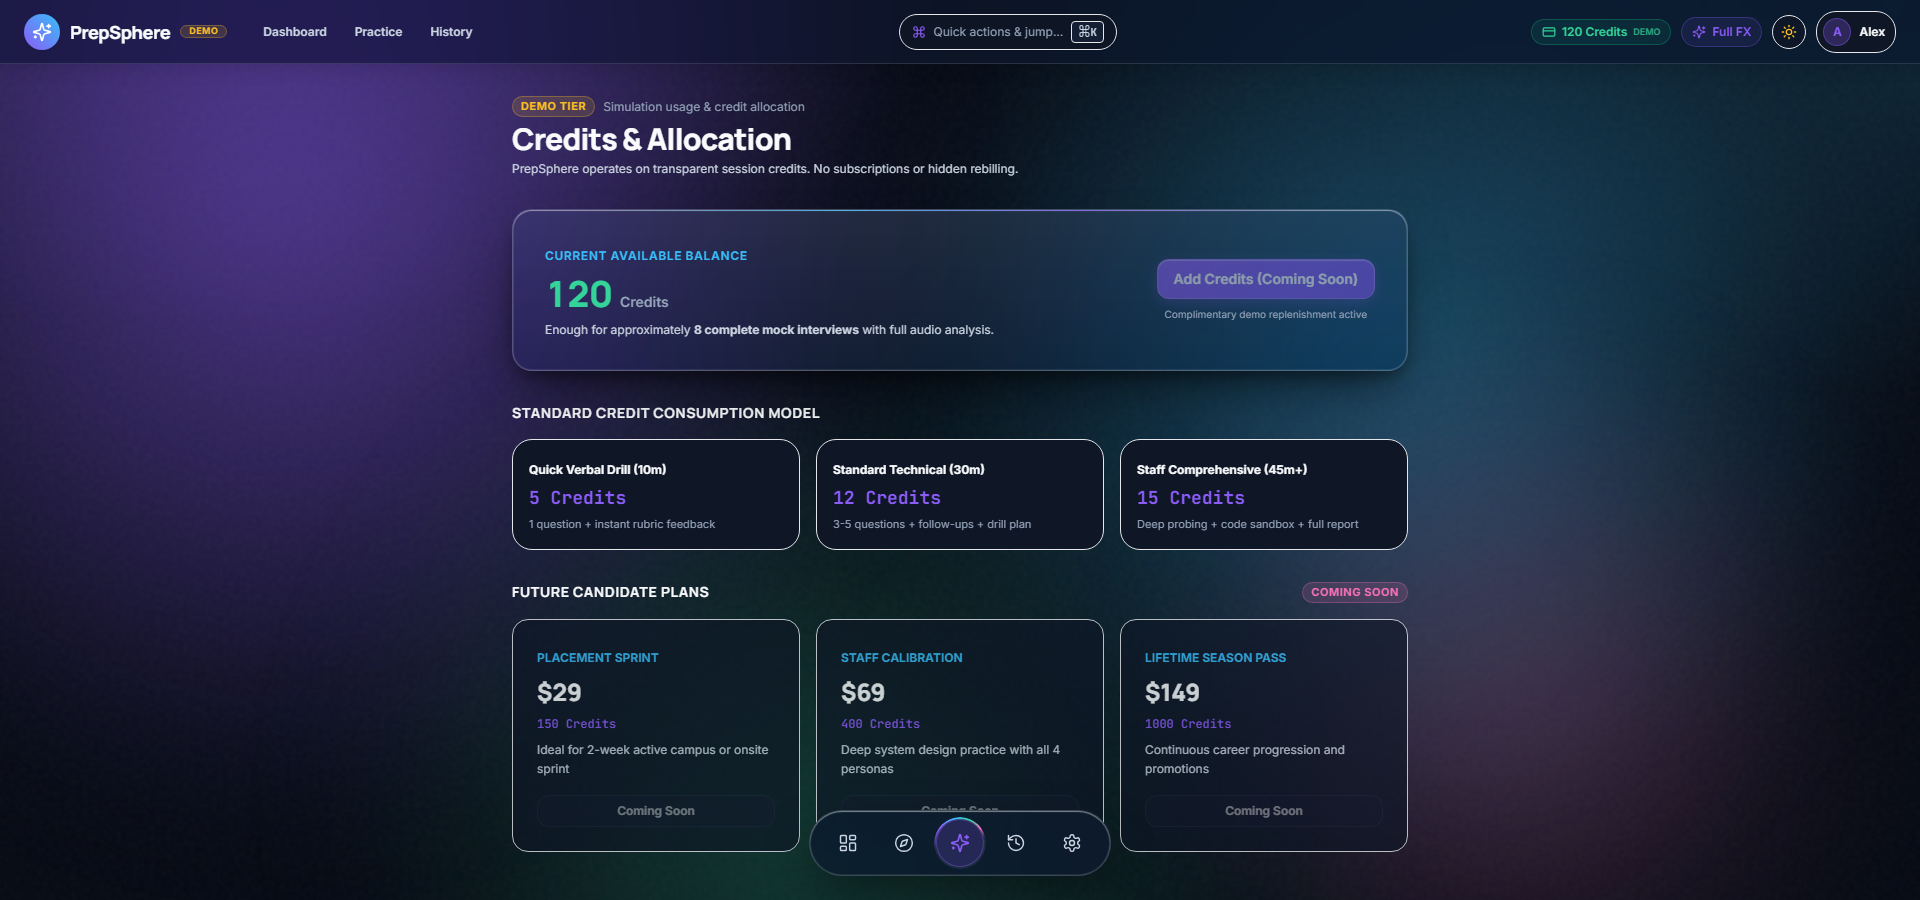 PrepSphere DEMO Dashboard Practice History Quick actions & jump... ⌘K 120 Credits DEMO Full FX A Alex
DEMO TIER Simulation usage & credit allocation
Credits & Allocation
PrepSphere operates on transparent session credits. No subscriptions or hidden rebilling.
CURRENT AVAILABLE BALANCE
120 Credits
Enough for approximately 8 complete mock interviews with full audio analysis.
Add Credits (Coming Soon)
Complimentary demo replenishment active
STANDARD CREDIT CONSUMPTION MODEL
Quick Verbal Drill (10m)
5 Credits
1 question + instant rubric feedback
Standard Technical (30m)
12 Credits
3-5 questions + follow-ups + drill plan
Staff Comprehensive (45m+)
15 Credits
Deep probing + code sandbox + full report
FUTURE CANDIDATE PLANS COMING SOON
PLACEMENT SPRINT
$29
150 Credits
Ideal for 2-week active campus or onsite
sprint
Coming Soon
STAFF CALIBRATION
$69
400 Credits
Deep system design practice with all 4
personas
Coming Soon
LIFETIME SEASON PASS
$149
1000 Credits
Continuous career progression and
promotions
Coming Soon